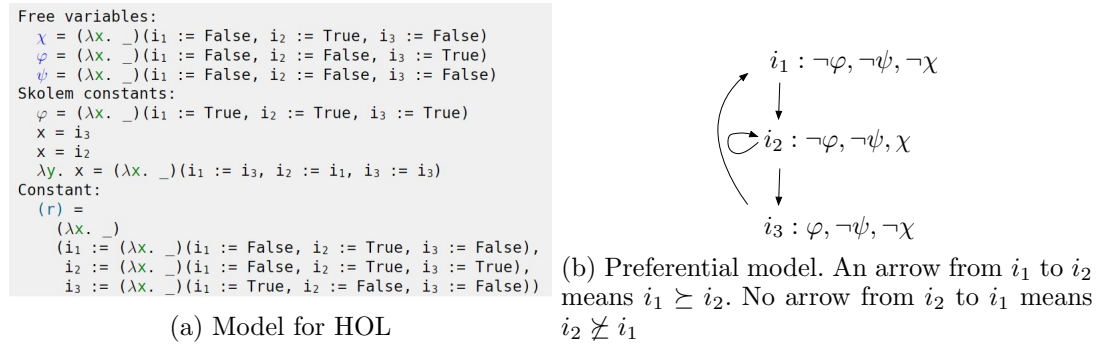 Free variables:
χ = (λx. _)(i₁ := False, i₂ := True, i₃ := False)
φ = (λx. _)(i₁ := False, i₂ := False, i₃ := True)
ψ = (λx. _)(i₁ := False, i₂ := False, i₃ := False)
Skolem constants:
φ = (λx. _)(i₁ := True, i₂ := True, i₃ := True)
x = i₃
x = i₂
λy. x = (λx. _)(i₁ := i₃, i₂ := i₁, i₃ := i₃)
Constant:
(r) =
(λx. _)
(i₁ := (λx. _)(i₁ := False, i₂ := True, i₃ := False),
i₂ := (λx. _)(i₁ := False, i₂ := True, i₃ := True),
i₃ := (λx. _)(i₁ := True, i₂ := False, i₃ := False))
(a) Model for HOL
i₁ : ¬φ, ¬ψ, ¬χ
i₂ : ¬φ, ¬ψ, χ
i₃ : φ, ¬ψ, ¬χ
(b) Preferential model. An arrow from i₁ to i₂
means i₁ ⪰ i₂. No arrow from i₂ to i₁ means
i₂ ⋡ i₁